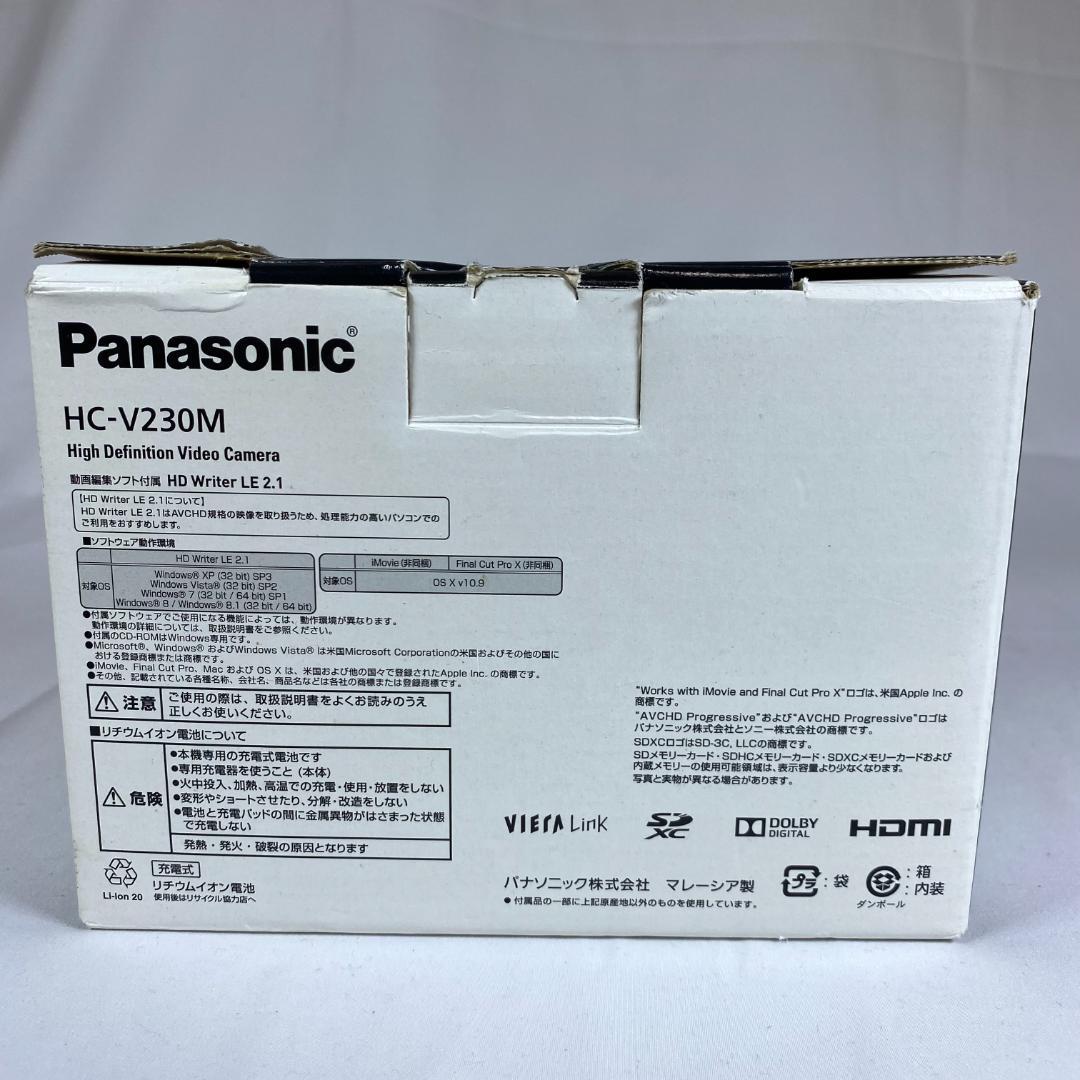 Panasonic®
HC-V230M
High Definition Video Camera
動画編集ソフト付属 HD Writer LE 2.1
【HD Writer LE 2.1について】
HD Writer LE 2.1はAVCHD規格の映像を取り扱うため、処理能力の高いパソコンでの
ご利用をおすすめします。
■ソフトウェア動作環境
HD Writer LE 2.1
対象OS
Windows® XP (32 bit) SP3
Windows Vista® (32 bit) SP2
Windows® 7 (32 bit / 64 bit) SP1
Windows® 8 / Windows® 8.1 (32 bit / 64 bit)
iMovie (非同梱) Final Cut Pro X (非同梱)
対象OS OS X v10.9
●付属ソフトウェアでご使用になる機能によっては、動作環境が異なります。
動作環境の詳細については、取扱説明書をご参照ください。
●付属のCD-ROMはWindows専用です。
●Microsoft®、Windows® およびWindows Vista® は米国Microsoft Corporationの米国およびその他の国に
おける登録商標または商標です。
●iMovie、Final Cut Pro、Mac および OS X は、米国および他の国々で登録されたApple Inc. の商標です。
●その他、記載されている各種名称、会社名、商品名などは各社の商標または登録商標です。
注意 ご使用の際は、取扱説明書をよくお読みのうえ
正しくお使いください。
■リチウムイオン電池について
危険
●本機専用の充電式電池です
●専用充電器を使うこと (本体)
●火中投入、加熱、高温での充電・使用・放置をしない
●変形やショートさせたり、分解・改造をしない
●電池と充電パッドの間に金属異物がはさまった状態
で充電しない
発熱・発火・破裂の原因となります
Li-ion 20
充電式
リチウムイオン電池
使用後はリサイクル協力店へ
"Works with iMovie and Final Cut Pro X"ロゴは、米国Apple Inc. の
商標です。
"AVCHD Progressive"および"AVCHD Progressive"ロゴは
パナソニック株式会社とソニー株式会社の商標です。
SDXCロゴはSD-3C, LLCの商標です。
SDメモリーカード・SDHCメモリーカード・SDXCメモリーカードおよび
内蔵メモリーの使用可能領域は、表示容量より少なくなります。
写真と実物が異なる場合があります。
VIERA Link SD XC DOLBY DIGITAL HDMI
パナソニック株式会社 マレーシア製
●付属品の一部に上記原産地以外のものを使用しています。
プラ : 袋
ダンボール : 箱
: 内装